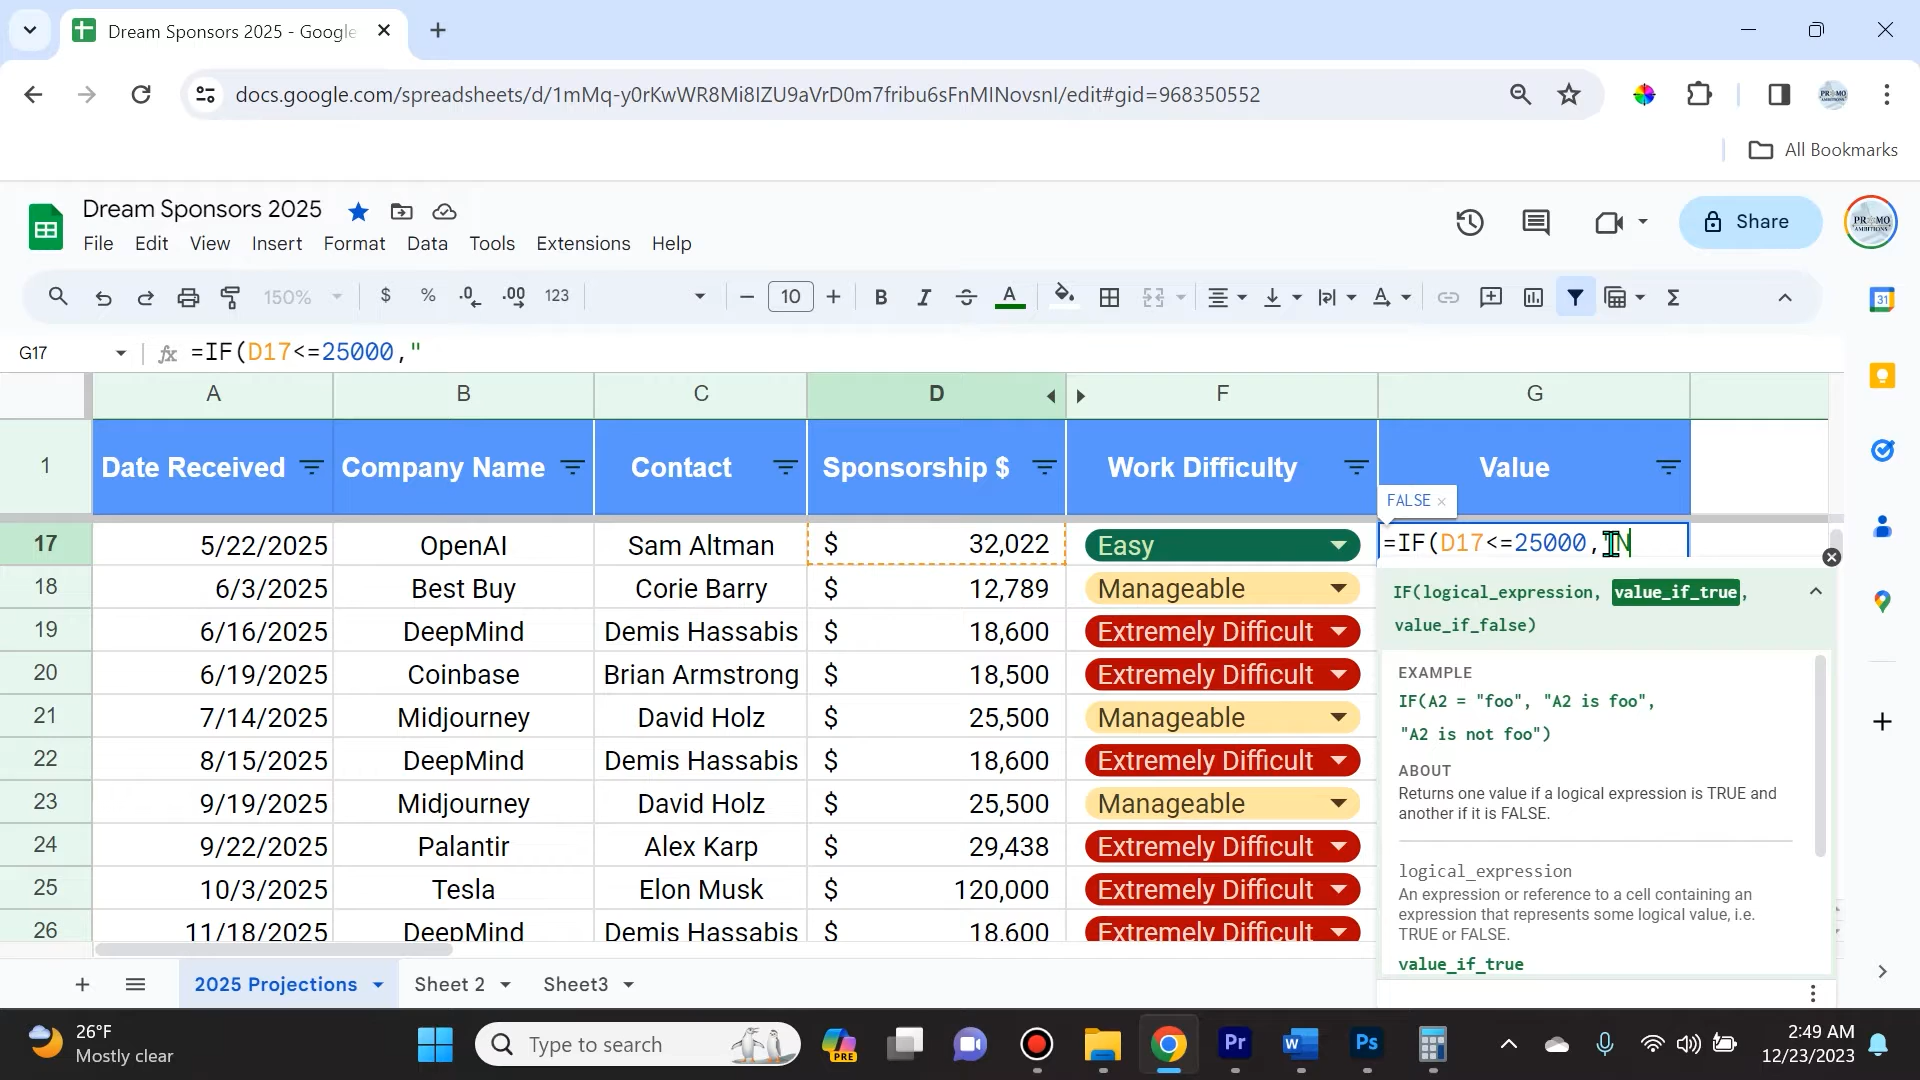 Dream Sponsors 2025 - Google
docs.google.com/spreadsheets/d/1mMq-y0rKwWR8Mi8IZU9aVrD0m7fribu6sFnMINovsnI/edit#gid=968350552
All Bookmarks
Dream Sponsors 2025
File Edit View Insert Format Data Tools Extensions Help
PROMO AMBITIONS
Share
150% $ % .0 .00 123 10 B I A
31
G17 fx =IF(D17<=25000,"
A B C D F G
1 Date Received Company Name Contact Sponsorship $ Work Difficulty Value
FALSE ×
17 5/22/2025 OpenAI Sam Altman $ 32,022 Easy =IF(D17<=25000,"N
18 6/3/2025 Best Buy Corie Barry $ 12,789 Manageable
19 6/16/2025 DeepMind Demis Hassabis $ 18,600 Extremely Difficult
20 6/19/2025 Coinbase Brian Armstrong $ 18,500 Extremely Difficult
21 7/14/2025 Midjourney David Holz $ 25,500 Manageable
22 8/15/2025 DeepMind Demis Hassabis $ 18,600 Extremely Difficult
23 9/19/2025 Midjourney David Holz $ 25,500 Manageable
24 9/22/2025 Palantir Alex Karp $ 29,438 Extremely Difficult
25 10/3/2025 Tesla Elon Musk $ 120,000 Extremely Difficult
26 11/18/2025 DeepMind Demis Hassabis $ 18,600 Extremely Difficult
IF(logical_expression, value_if_true,
value_if_false)
EXAMPLE
IF(A2 = "foo", "A2 is foo",
"A2 is not foo")
ABOUT
Returns one value if a logical expression is TRUE and
another if it is FALSE.
logical_expression
An expression or reference to a cell containing an
expression that represents some logical value, i.e.
TRUE or FALSE.
value_if_true
2025 Projections Sheet 2 Sheet3
26°F
Mostly clear
Type to search
PRE
Pr
W
Ps
2:49 AM
12/23/2023